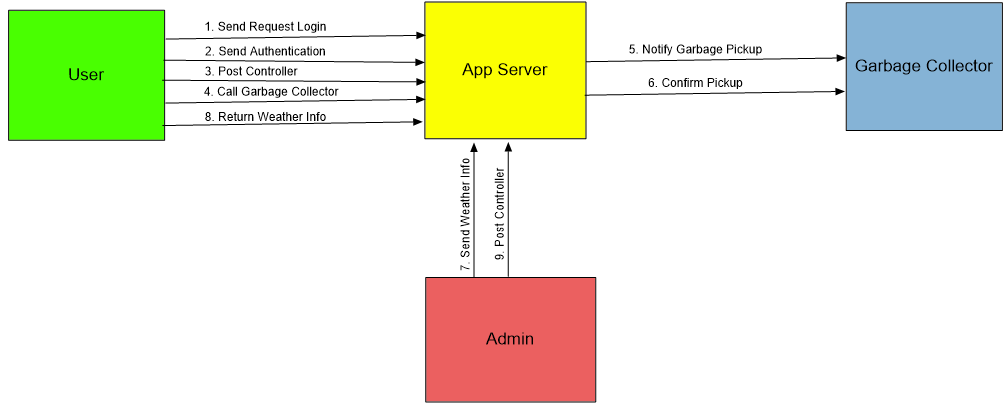 User
1. Send Request Login
2. Send Authentication
3. Post Controller
4. Call Garbage Collector
8. Return Weather Info
App Server
5. Notify Garbage Pickup
6. Confirm Pickup
Garbage Collector
7. Send Weather Info
9. Post Controller
Admin